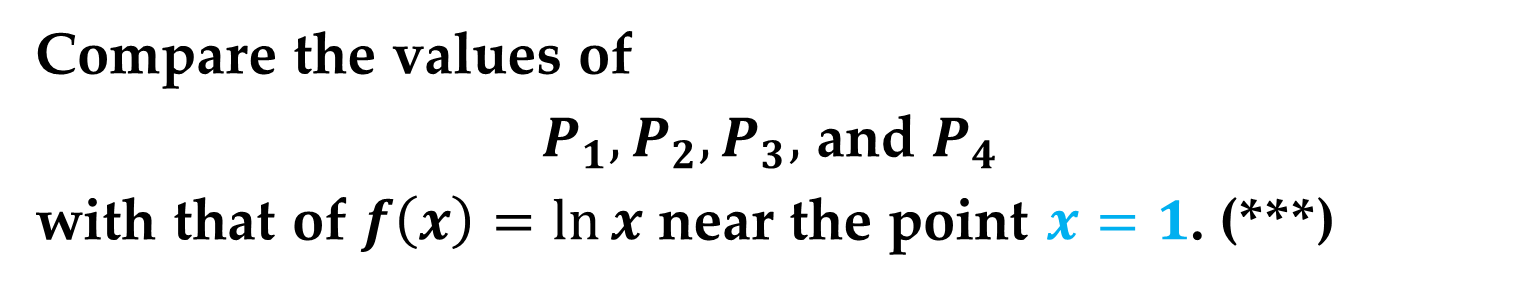 Compare the values of
P₁, P₂, P₃, and P₄
with that of f(x) = ln x near the point x = 1. (***)